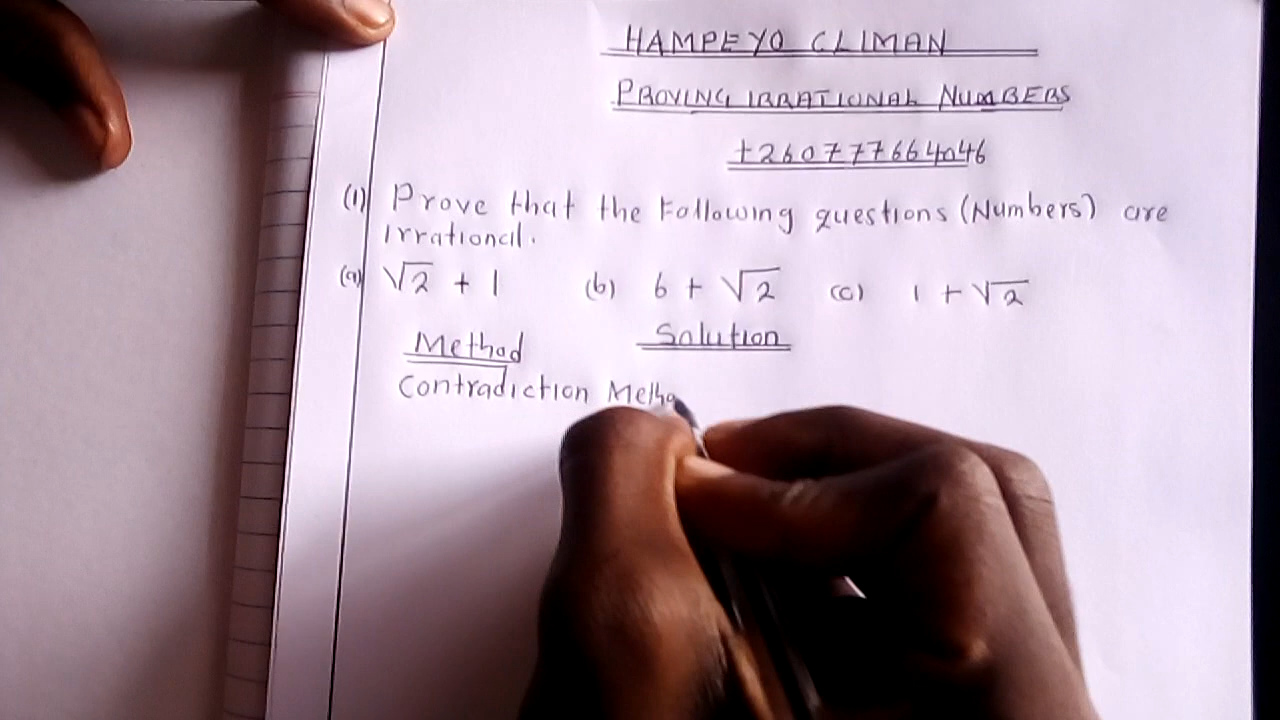 HAMPEYO CLIMAN
PROVING IRRATIONAL NUMBERS
+260777664046
(1) Prove that the Following questions (Numbers) are
irrational.
(a) √2 + 1 (b) 6 + √2 (c) 1 + √2
Solution
Method
Contradiction Metho